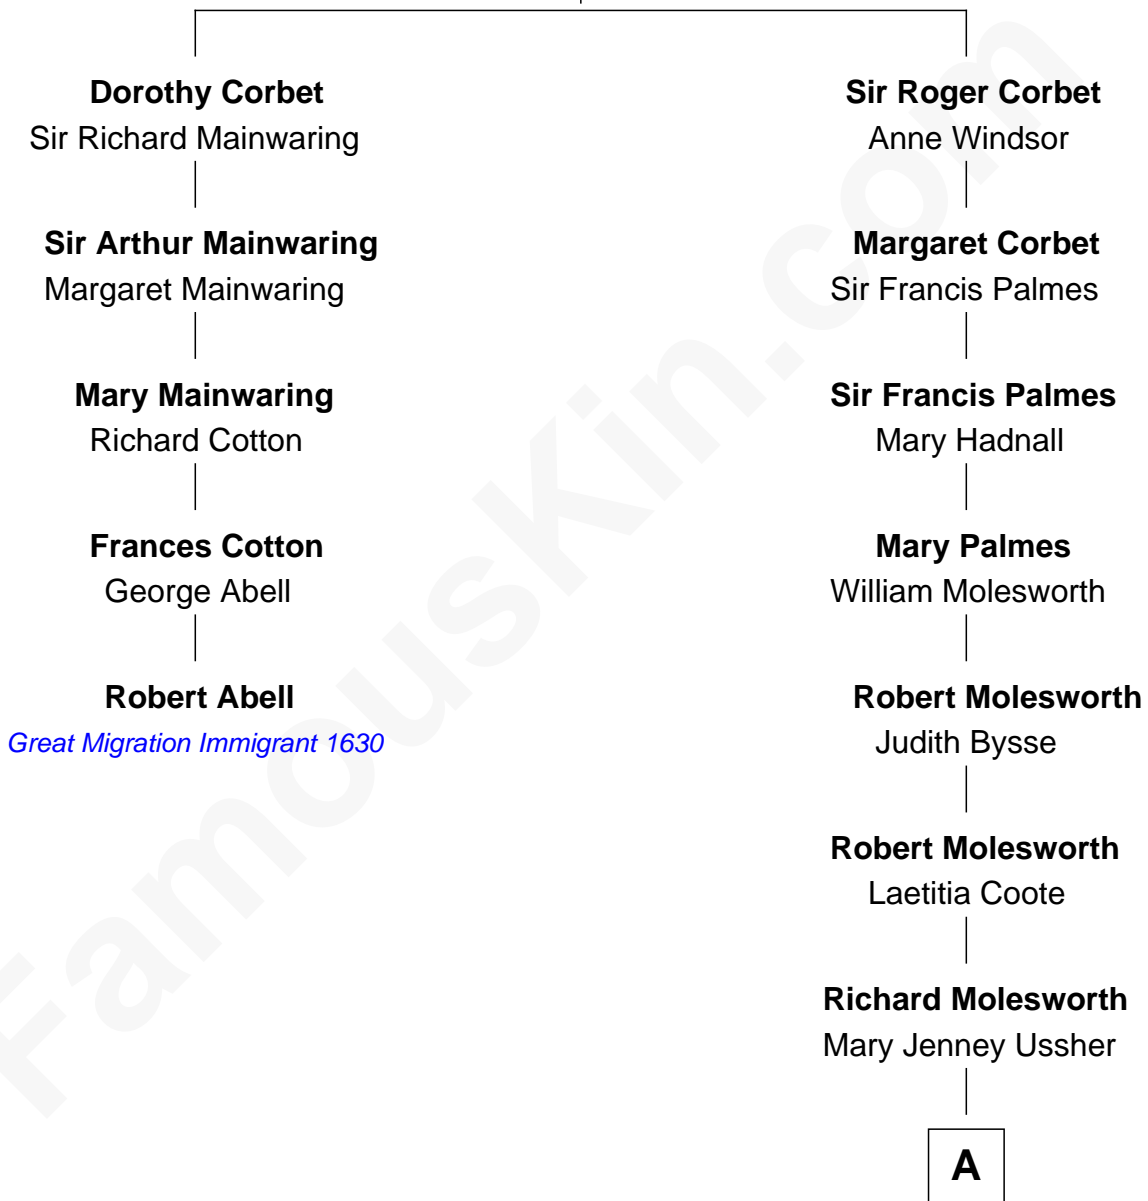 Dorothy Corbet
Sir Richard Mainwaring
Sir Arthur Mainwaring
Margaret Mainwaring
Mary Mainwaring
Richard Cotton
Frances Cotton
George Abell
Robert Abell
Great Migration Immigrant 1630
Sir Roger Corbet
Anne Windsor
Margaret Corbet
Sir Francis Palmes
Sir Francis Palmes
Mary Hadnall
Mary Palmes
William Molesworth
Robert Molesworth
Judith Bysse
Robert Molesworth
Laetitia Coote
Richard Molesworth
Mary Jenney Ussher
A
FamousKin.com